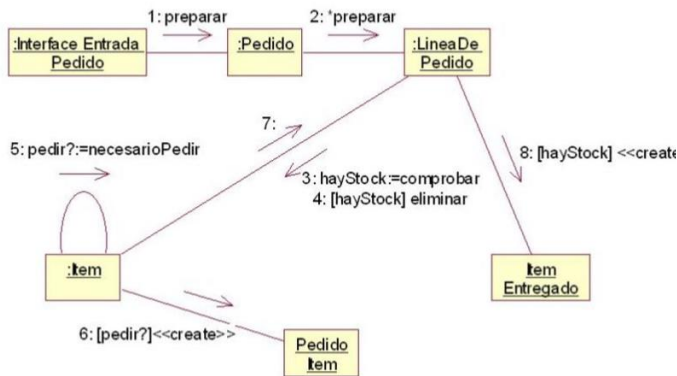 1: preparar
2: *preparar
:Interface Entrada
Pedido
:Pedido
:LineaDe
Pedido
7:
5: pedir?:=necesarioPedir
8: [hayStock] <<create
3: hayStock:=comprobar
4: [hayStock] eliminar
:Item
Item
Entregado
6: [pedir?]<<create>>
Pedido
Item